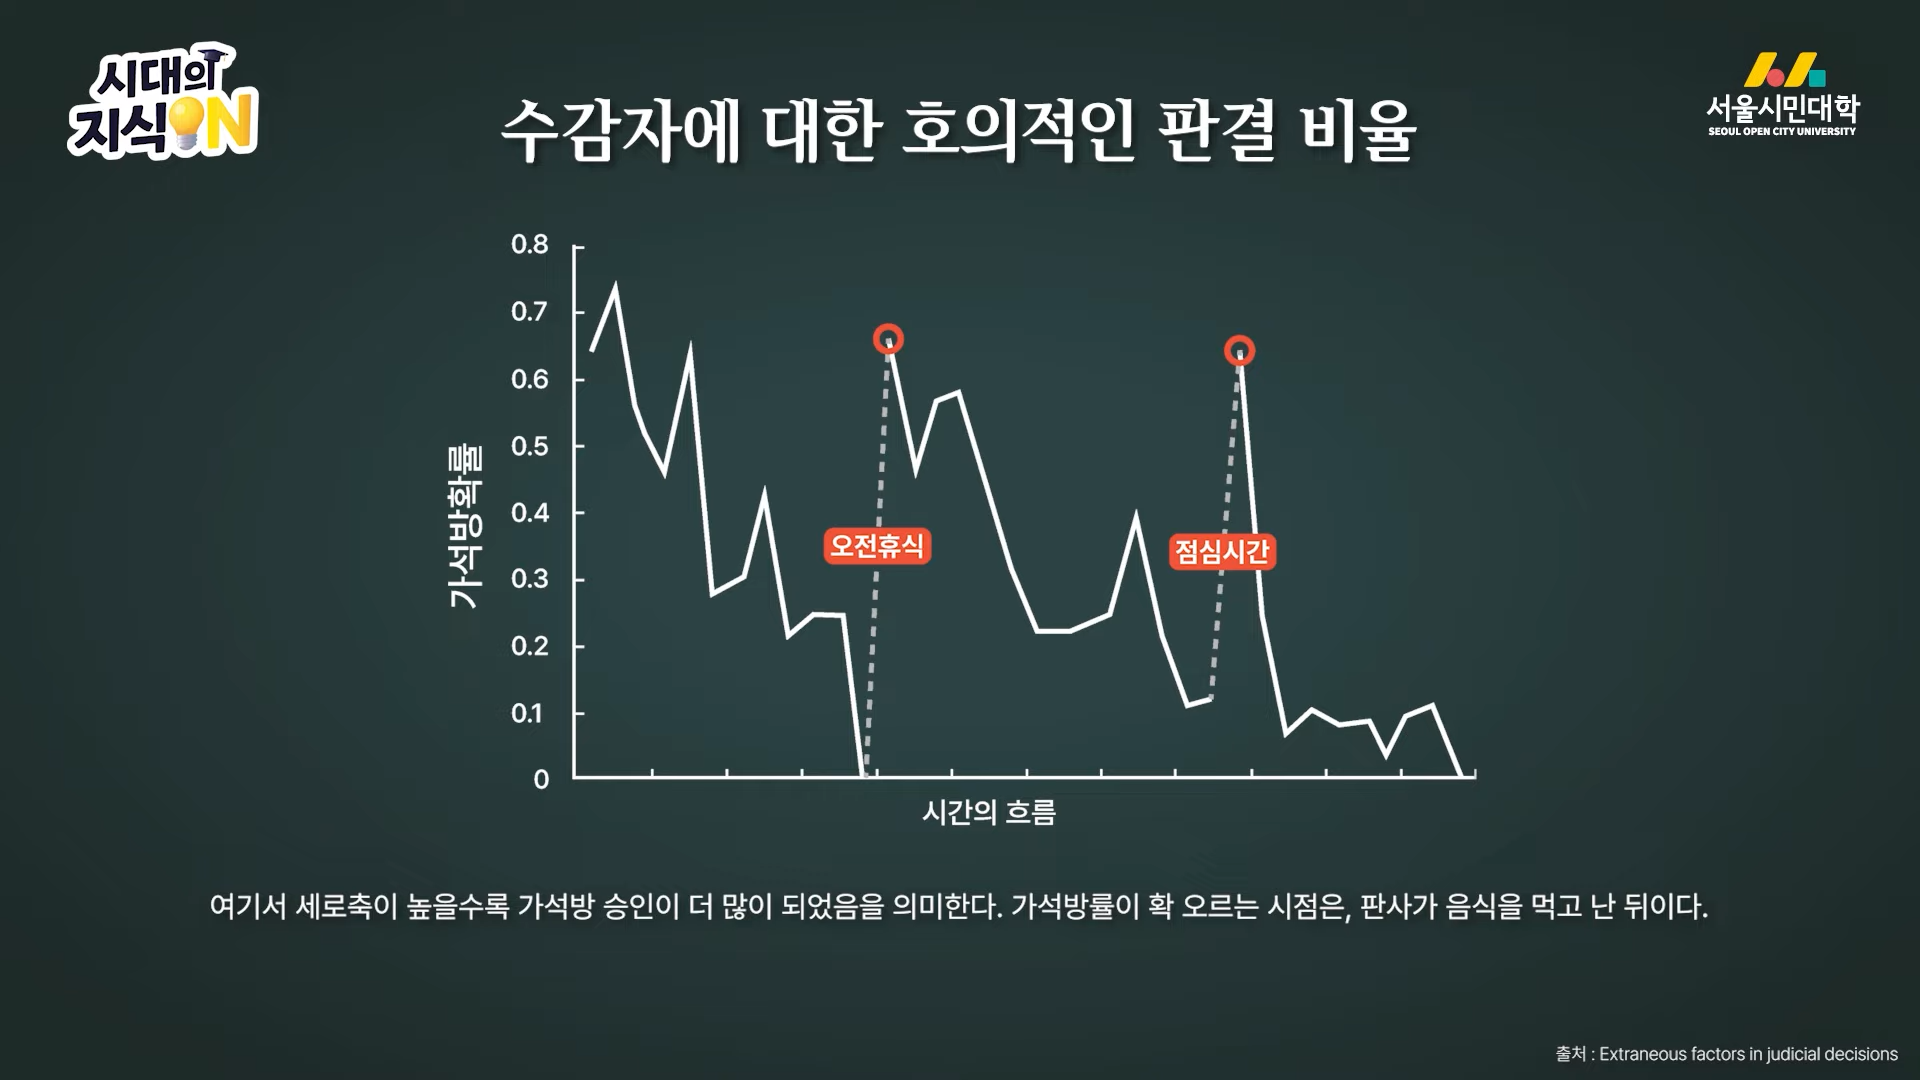 시대의
지식ON
수감자에 대한 호의적인 판결 비율
서울시민대학
SEOUL OPEN CITY UNIVERSITY
0.8
0.7
0.6
0.5
0.4
0.3
0.2
0.1
0
가석방확률
오전휴식
점심시간
시간의 흐름
여기서 세로축이 높을수록 가석방 승인이 더 많이 되었음을 의미한다. 가석방률이 확 오르는 시점은, 판사가 음식을 먹고 난 뒤이다.
출처 : Extraneous factors in judicial decisions